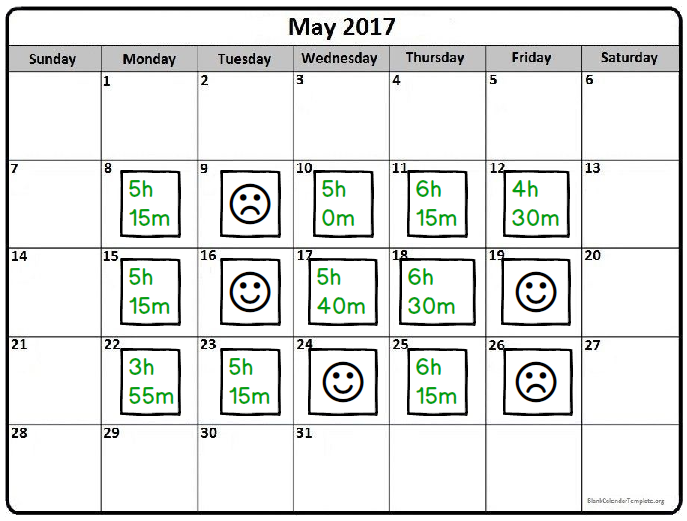 May 2017
Sunday Monday Tuesday Wednesday Thursday Friday Saturday
1 2 3 4 5 6
7 8 9 10 11 12 13
5h 5h 6h 4h
15m 0m 15m 30m
14 15 16 17 18 19 20
5h 5h 6h
15m 40m 30m
21 22 23 24 25 26 27
3h 5h 6h
55m 15m 15m
28 29 30 31
BlankCalendarTemplate.org